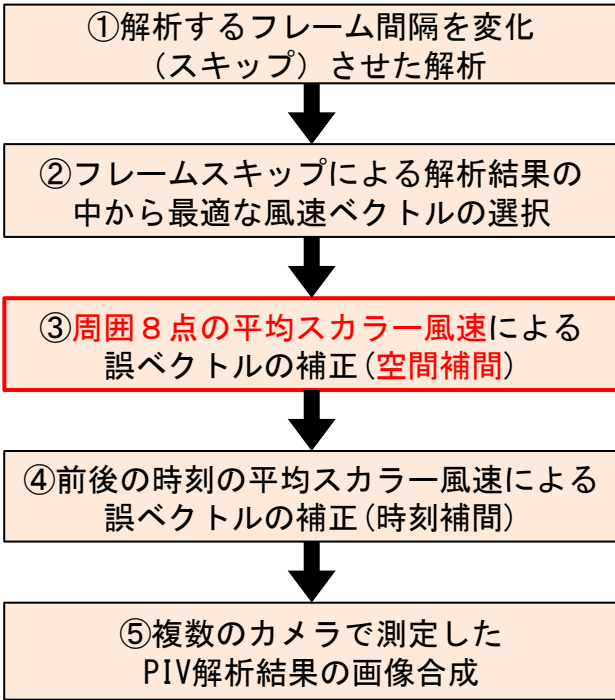 ①解析するフレーム間隔を変化
（スキップ）させた解析
②フレームスキップによる解析結果の
中から最適な風速ベクトルの選択
③周囲８点の平均スカラー風速による
誤ベクトルの補正(空間補間)
④前後の時刻の平均スカラー風速による
誤ベクトルの補正(時刻補間)
⑤複数のカメラで測定した
PIV解析結果の画像合成